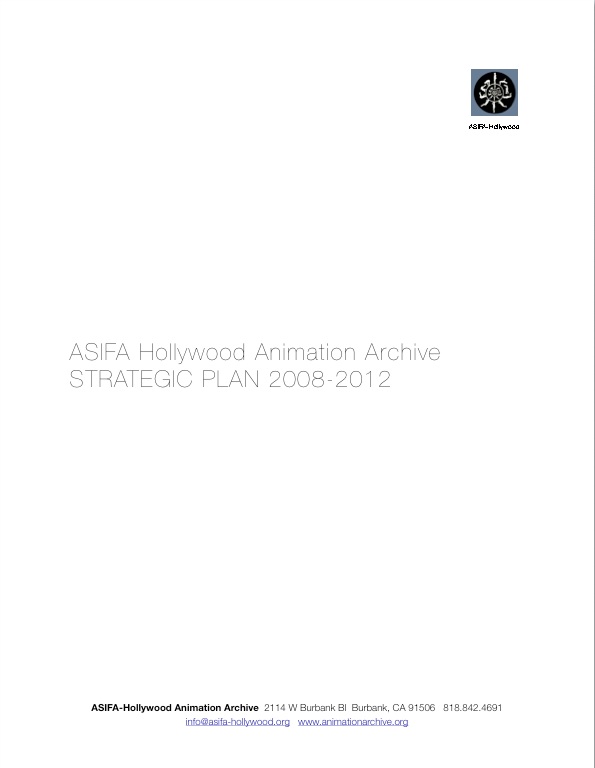 ASIFA-Hollywood
ASIFA Hollywood Animation Archive
STRATEGIC PLAN 2008-2012
ASIFA-Hollywood Animation Archive 2114 W Burbank Bl Burbank, CA 91506 818.842.4691
info@asifa-hollywood.org www.animationarchive.org